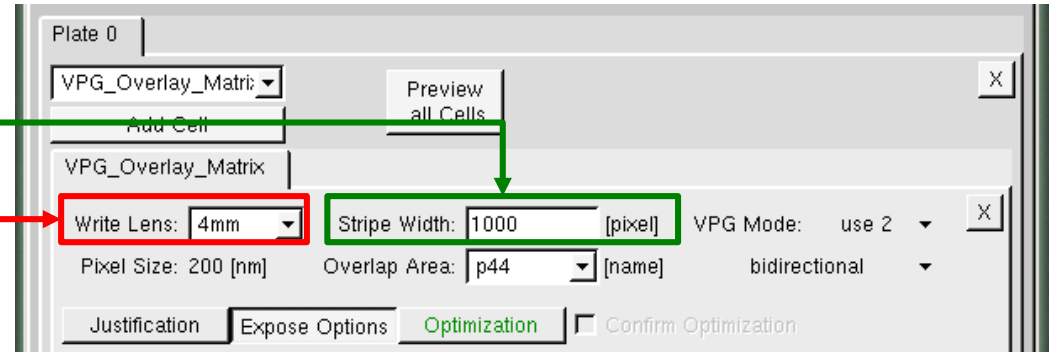 Plate 0
VPG_Overlay_Matri
Preview
all Cells
X
Add Cell
VPG_Overlay_Matrix
Write Lens: 4mm Stripe Width: 1000 [pixel] VPG Mode: use 2 X
Pixel Size: 200 [nm] Overlap Area: p44 [name] bidirectional
Justification Expose Options Optimization Confirm Optimization